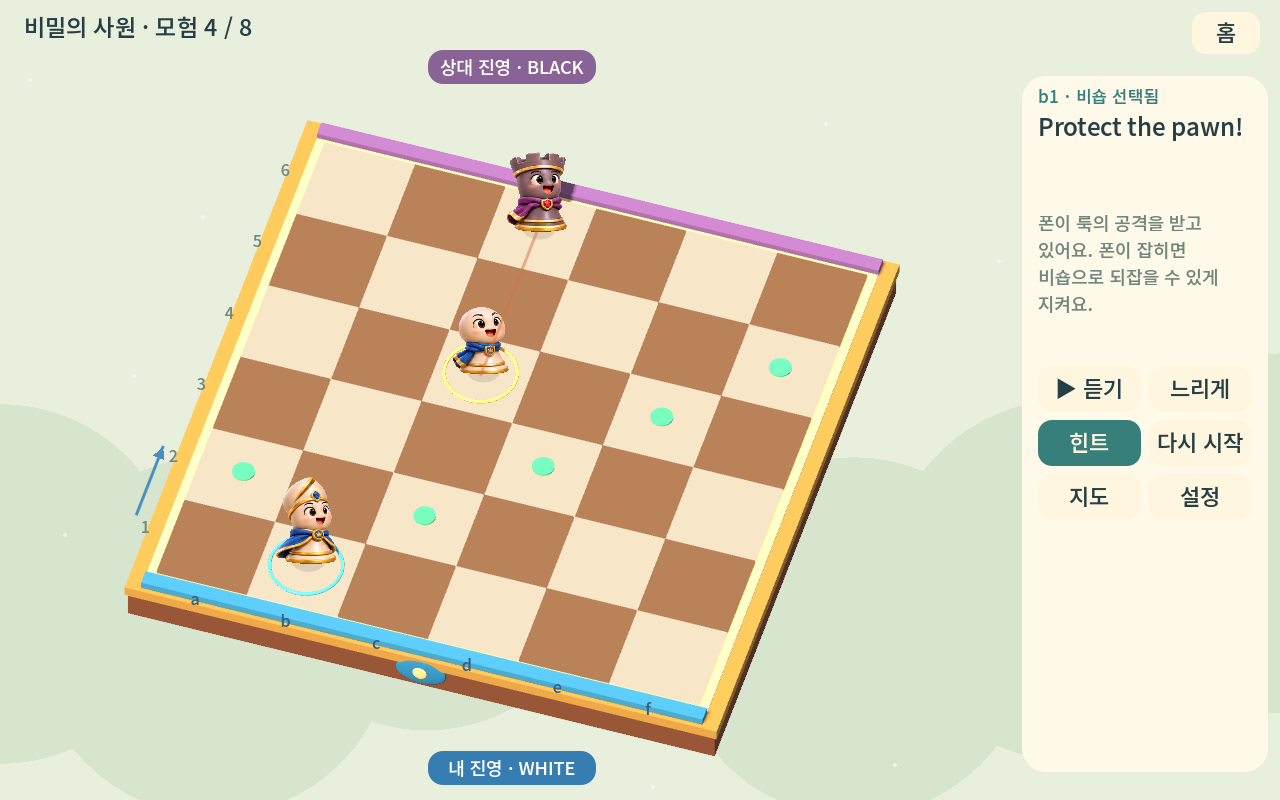 비밀의 사원 · 모험 4 / 8
홈
상대 진영 · BLACK
b1 · 비숍 선택됨
Protect the pawn!
폰이 룩의 공격을 받고
있어요. 폰이 잡히면
비숍으로 되잡을 수 있게
지켜요.
▶ 듣기
느리게
힌트
다시 시작
지도
설정
6
5
4
3
2
1
a
b
c
d
e
f
내 진영 · WHITE